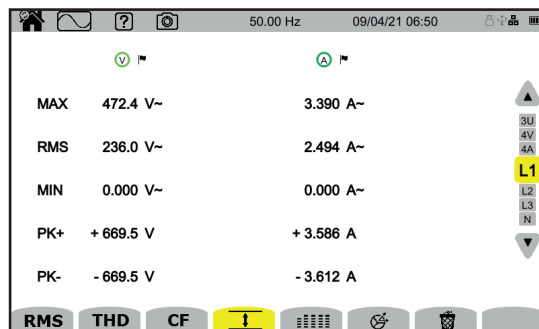 ? 50.00 Hz 09/04/21 06:50
V A
MAX 472.4 V~ 3.390 A~
3U
4V
RMS 236.0 V~ 2.494 A~
4A
L1
MIN 0.000 V~ 0.000 A~
L2
L3
N
PK+ + 669.5 V + 3.586 A
PK- - 669.5 V - 3.612 A
RMS THD CF